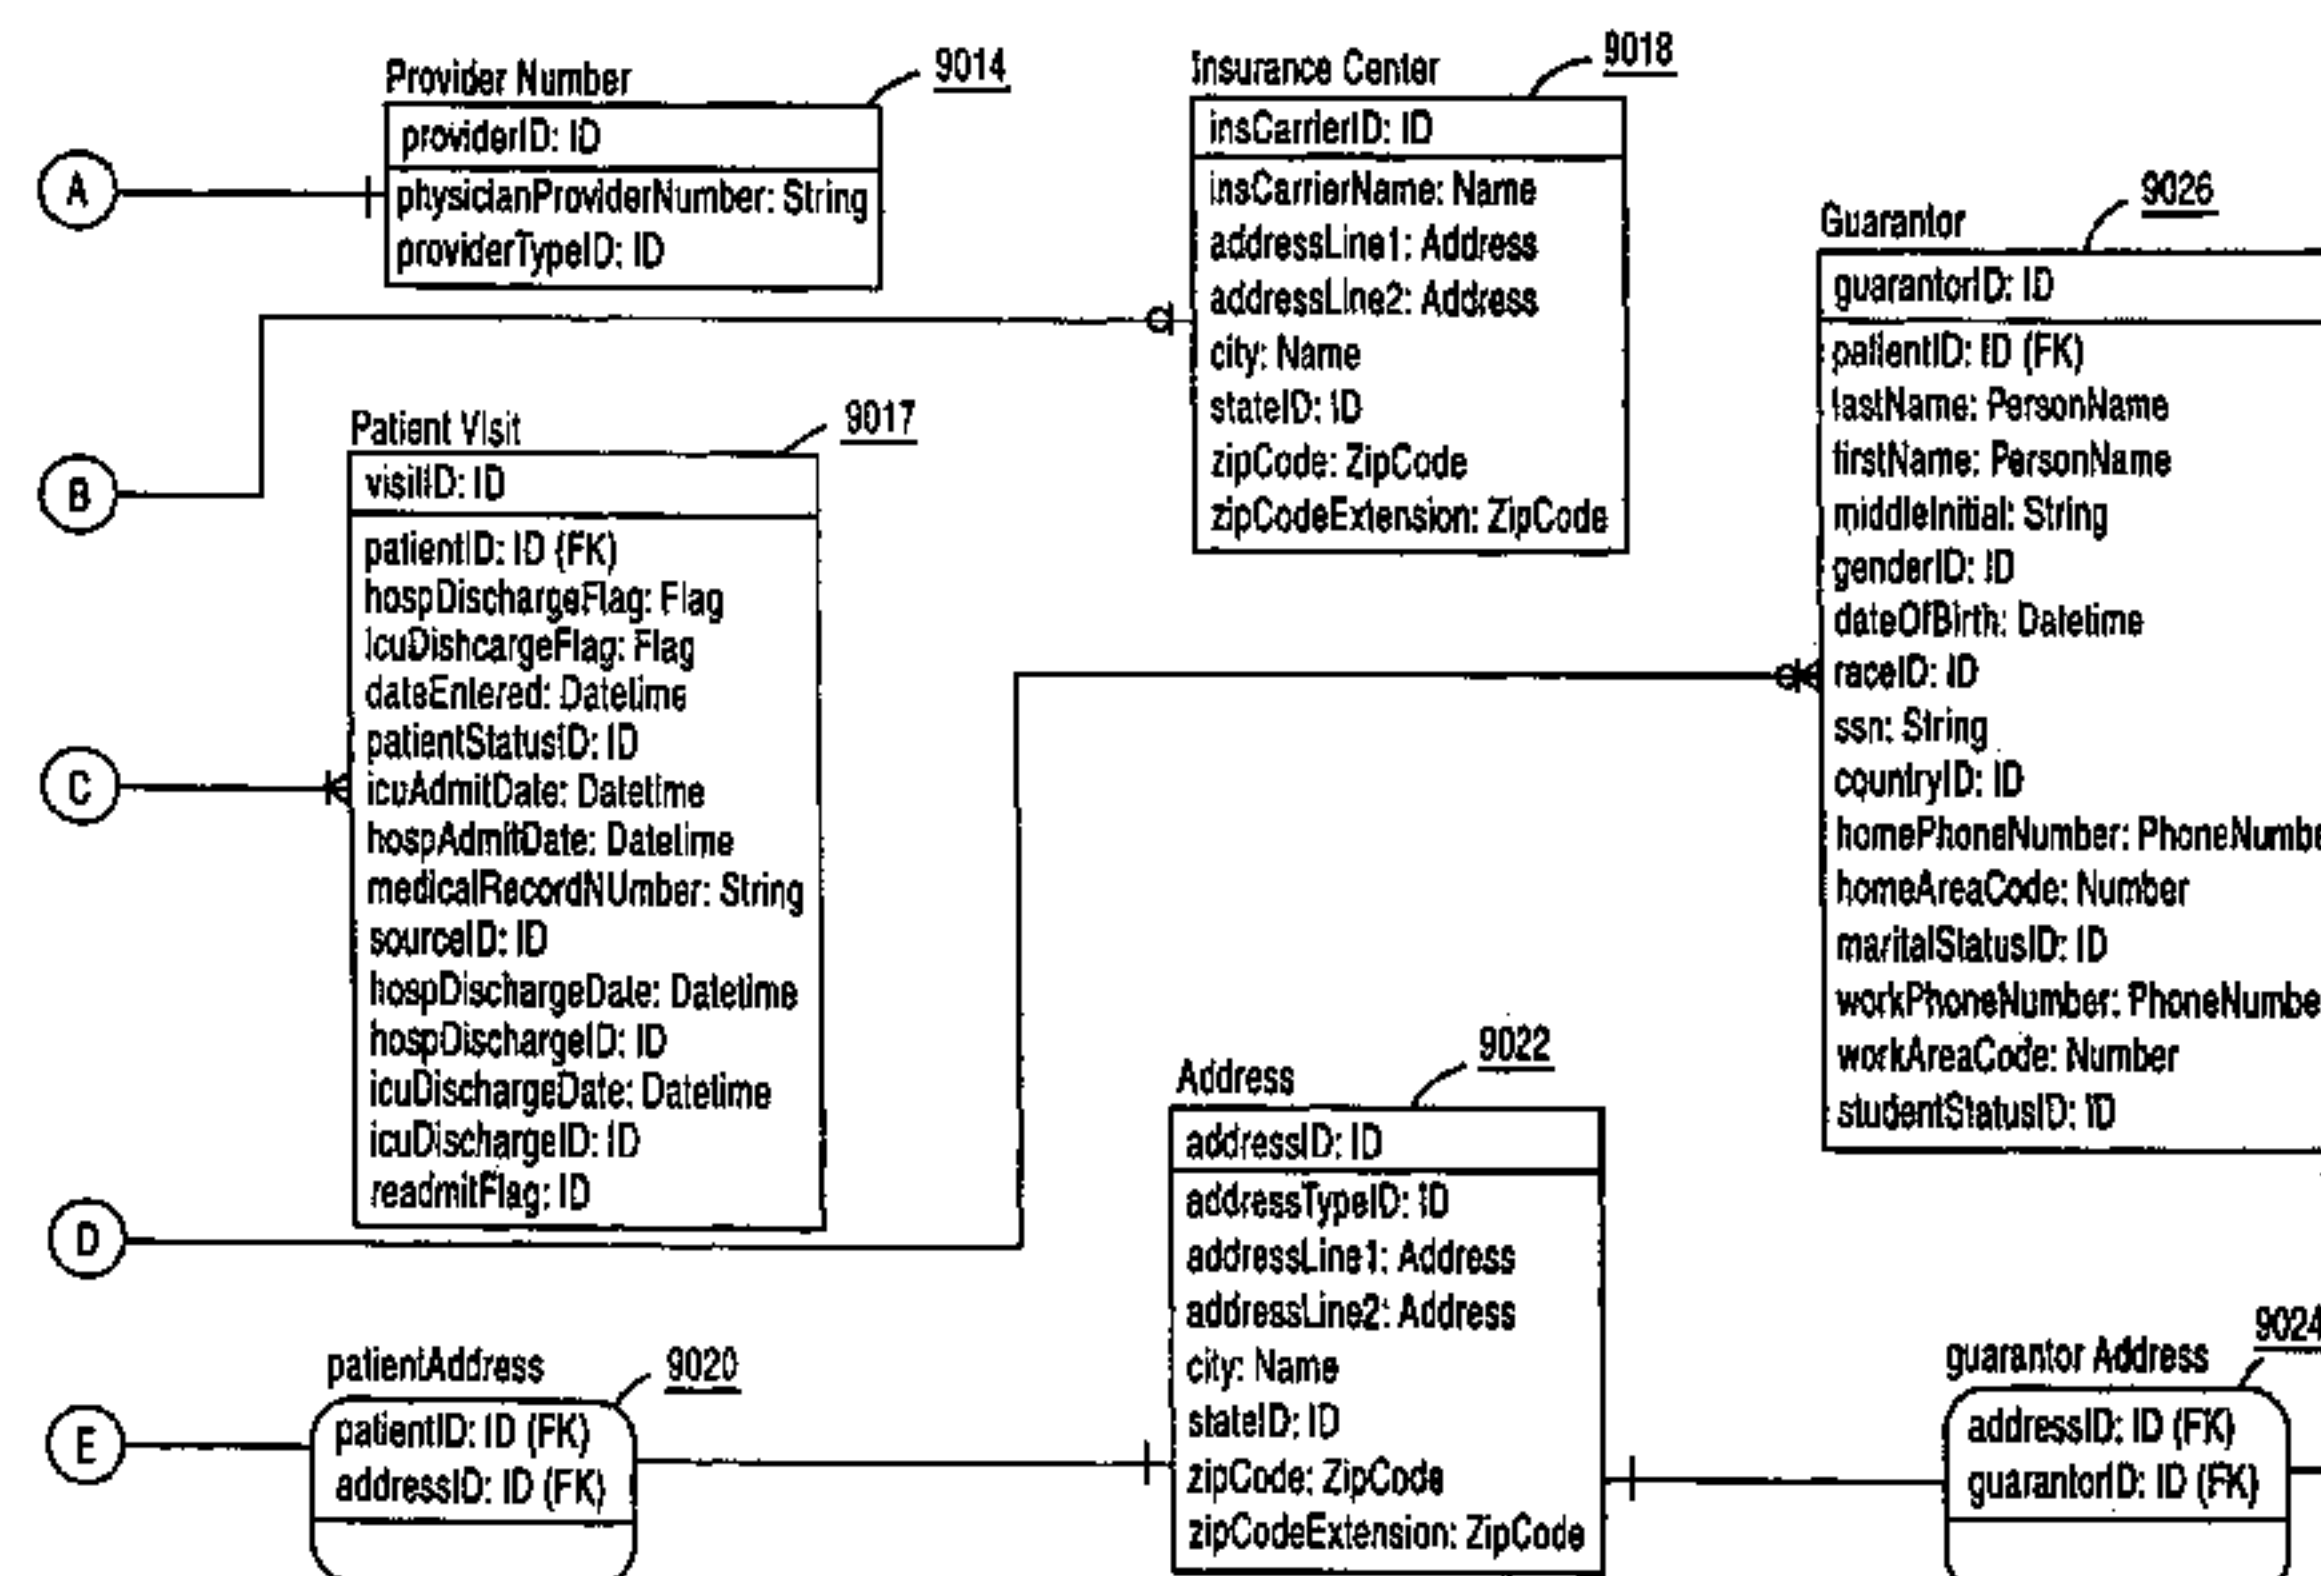 Provider Number
9014
providerID: ID
physicianProviderNumber: String
providerTypeID: ID
A
Insurance Center
9018
insCarrierID: ID
insCarrierName: Name
addressLine1: Address
addressLine2: Address
city: Name
stateID: ID
zipCode: ZipCode
zipCodeExtension: ZipCode
B
Guarantor
9026
guarantorID: ID
patientID: ID (FK)
lastName: PersonName
firstName: PersonName
middleInitial: String
genderID: ID
dateOfBirth: Datetime
raceID: ID
ssn: String
countryID: ID
homePhoneNumber: PhoneNumbe
homeAreaCode: Number
maritalStatusID: ID
workPhoneNumber: PhoneNumbe
workAreaCode: Number
studentStatusID: ID
Patient Visit
9017
visitID: ID
patientID: ID (FK)
hospDischargeFlag: Flag
icuDishcargeFlag: Flag
dateEntered: Datetime
patientStatusID: ID
icuAdmitDate: Datetime
hospAdmitDate: Datetime
medicalRecordNUmber: String
sourceID: ID
hospDischargeDate: Datetime
hospDischargeID: ID
icuDischargeDate: Datetime
icuDischargeID: ID
readmitFlag: ID
C
D
Address
9022
addressID: ID
addressTypeID: ID
addressLine1: Address
addressLine2: Address
city: Name
stateID: ID
zipCode: ZipCode
zipCodeExtension: ZipCode
patientAddress
9020
patientID: ID (FK)
addressID: ID (FK)
E
guarantor Address
9024
addressID: ID (FK)
guarantorID: ID (FK)